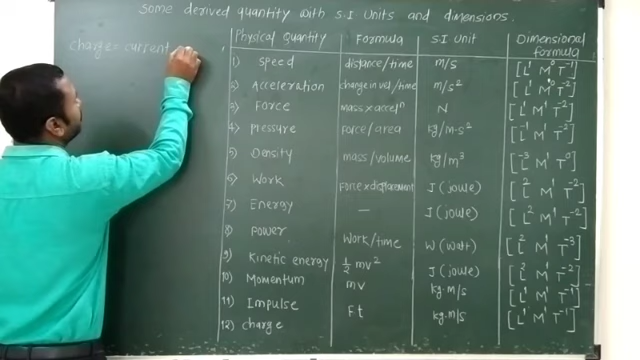 Some derived quantity with S.I Units and dimensions.
charge = current
Physical Quantity Formula S.I Unit Dimensional formula
1) Speed distance/time m/s [L¹ M⁰ T⁻¹]
2) Acceleration change in vel/time m/s² [L¹ M⁰ T⁻²]
3) Force mass x accelⁿ N [L¹ M¹ T⁻²]
4) Pressure force/area kg/m-s² [L⁻¹ M¹ T⁻²]
5) Density mass/volume kg/m³ [L⁻³ M¹ T⁰]
6) Work Force x displacement J (joule) [L² M¹ T⁻²]
7) Energy — J (joule) [L² M¹ T⁻²]
8) Power Work/time W (Watt) [L² M¹ T⁻³]
9) Kinetic energy ½ mv² J (joule) [L² M¹ T⁻²]
10) Momentum mv kg.m/s [L¹ M¹ T⁻¹]
11) Impulse Ft kg.m/s [L¹ M¹ T⁻¹]
12) charge